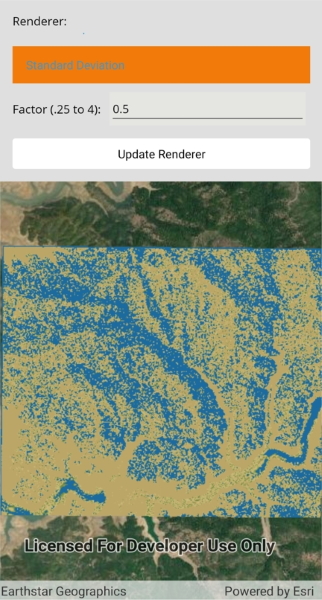 Renderer:
Standard Deviation
Factor (.25 to 4): 0.5
Update Renderer
Licensed For Developer Use Only
Earthstar Geographics Powered by Esri